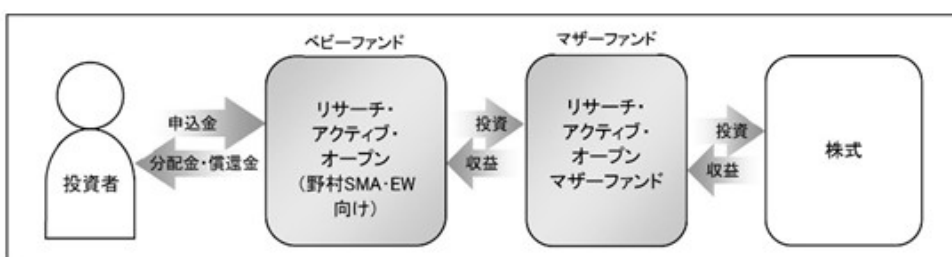 ベビーファンド
マザーファンド
投資者
申込金
分配金・償還金
リサーチ・
アクティブ・
オープン
(野村SMA・EW
向け)
投資
収益
リサーチ・
アクティブ・
オープン
マザーファンド
投資
収益
株式